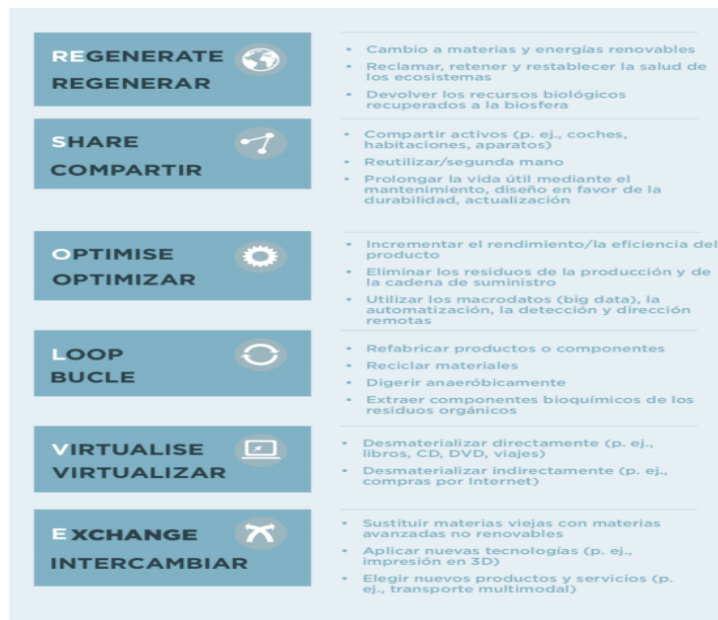 REGENERATE
REGENERAR
• Cambio a materias y energías renovables
• Reclamar, retener y restablecer la salud de
los ecosistemas
• Devolver los recursos biológicos
recuperados a la biosfera
SHARE
COMPARTIR
• Compartir activos (p. ej., coches,
habitaciones, aparatos)
• Reutilizar/segunda mano
• Prolongar la vida útil mediante el
mantenimiento, diseño en favor de la
durabilidad, actualización
OPTIMISE
OPTIMIZAR
• Incrementar el rendimiento/la eficiencia del
producto
• Eliminar los residuos de la producción y de
la cadena de suministro
• Utilizar los macrodatos (big data), la
automatización, la detección y dirección
remotas
LOOP
BUCLE
• Refabricar productos o componentes
• Reciclar materiales
• Digerir anaeróbicamente
• Extraer componentes bioquímicos de los
residuos orgánicos
VIRTUALISE
VIRTUALIZAR
• Desmaterializar directamente (p. ej.,
libros, CD, DVD, viajes)
• Desmaterializar indirectamente (p. ej.,
compras por Internet)
EXCHANGE
INTERCAMBIAR
• Sustituir materias viejas con materias
avanzadas no renovables
• Aplicar nuevas tecnologías (p. ej.,
impresión en 3D)
• Elegir nuevos productos y servicios (p.
ej., transporte multimodal)